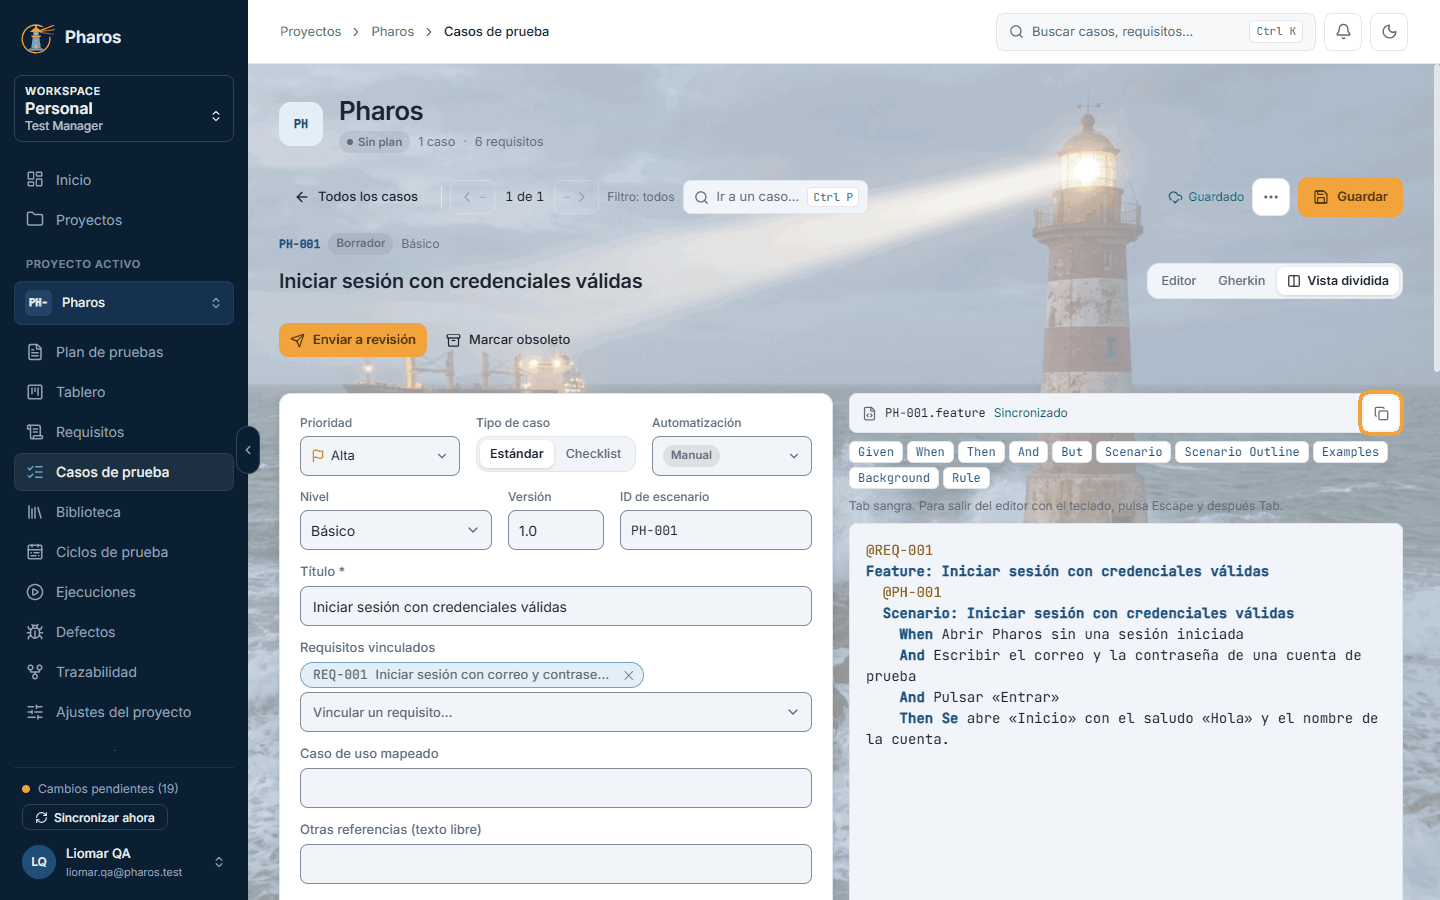 Pharos
WORKSPACE
Personal
Test Manager
Inicio
Proyectos
PROYECTO ACTIVO
PH-
Pharos
Plan de pruebas
Tablero
Requisitos
Casos de prueba
Biblioteca
Ciclos de prueba
Ejecuciones
Defectos
Trazabilidad
Ajustes del proyecto
Cambios pendientes (19)
Sincronizar ahora
LQ
Liomar QA
liomar.qa@pharos.test
Proyectos
Pharos
Casos de prueba
Buscar casos, requisitos...
Ctrl K
PH
Pharos
Sin plan
1 caso · 6 requisitos
Todos los casos
1 de 1
Filtro: todos
Ir a un caso...
Ctrl P
Guardado
Guardar
PH-001
Borrador
Básico
Iniciar sesión con credenciales válidas
Editor
Gherkin
Vista dividida
Enviar a revisión
Marcar obsoleto
Prioridad
Alta
Tipo de caso
Estándar
Checklist
Automatización
Manual
Nivel
Básico
Versión
1.0
ID de escenario
PH-001
Título *
Iniciar sesión con credenciales válidas
Requisitos vinculados
REQ-001 Iniciar sesión con correo y contrase...
Vincular un requisito...
Caso de uso mapeado
Otras referencias (texto libre)
PH-001.feature Sincronizado
Given
When
Then
And
But
Scenario
Scenario Outline
Examples
Background
Rule
Tab sangra. Para salir del editor con el teclado, pulsa Escape y después Tab.
@REQ-001
Feature: Iniciar sesión con credenciales válidas
@PH-001
Scenario: Iniciar sesión con credenciales válidas
When Abrir Pharos sin una sesión iniciada
And Escribir el correo y la contraseña de una cuenta de
prueba
And Pulsar «Entrar»
Then Se abre «Inicio» con el saludo «Hola» y el nombre de
la cuenta.